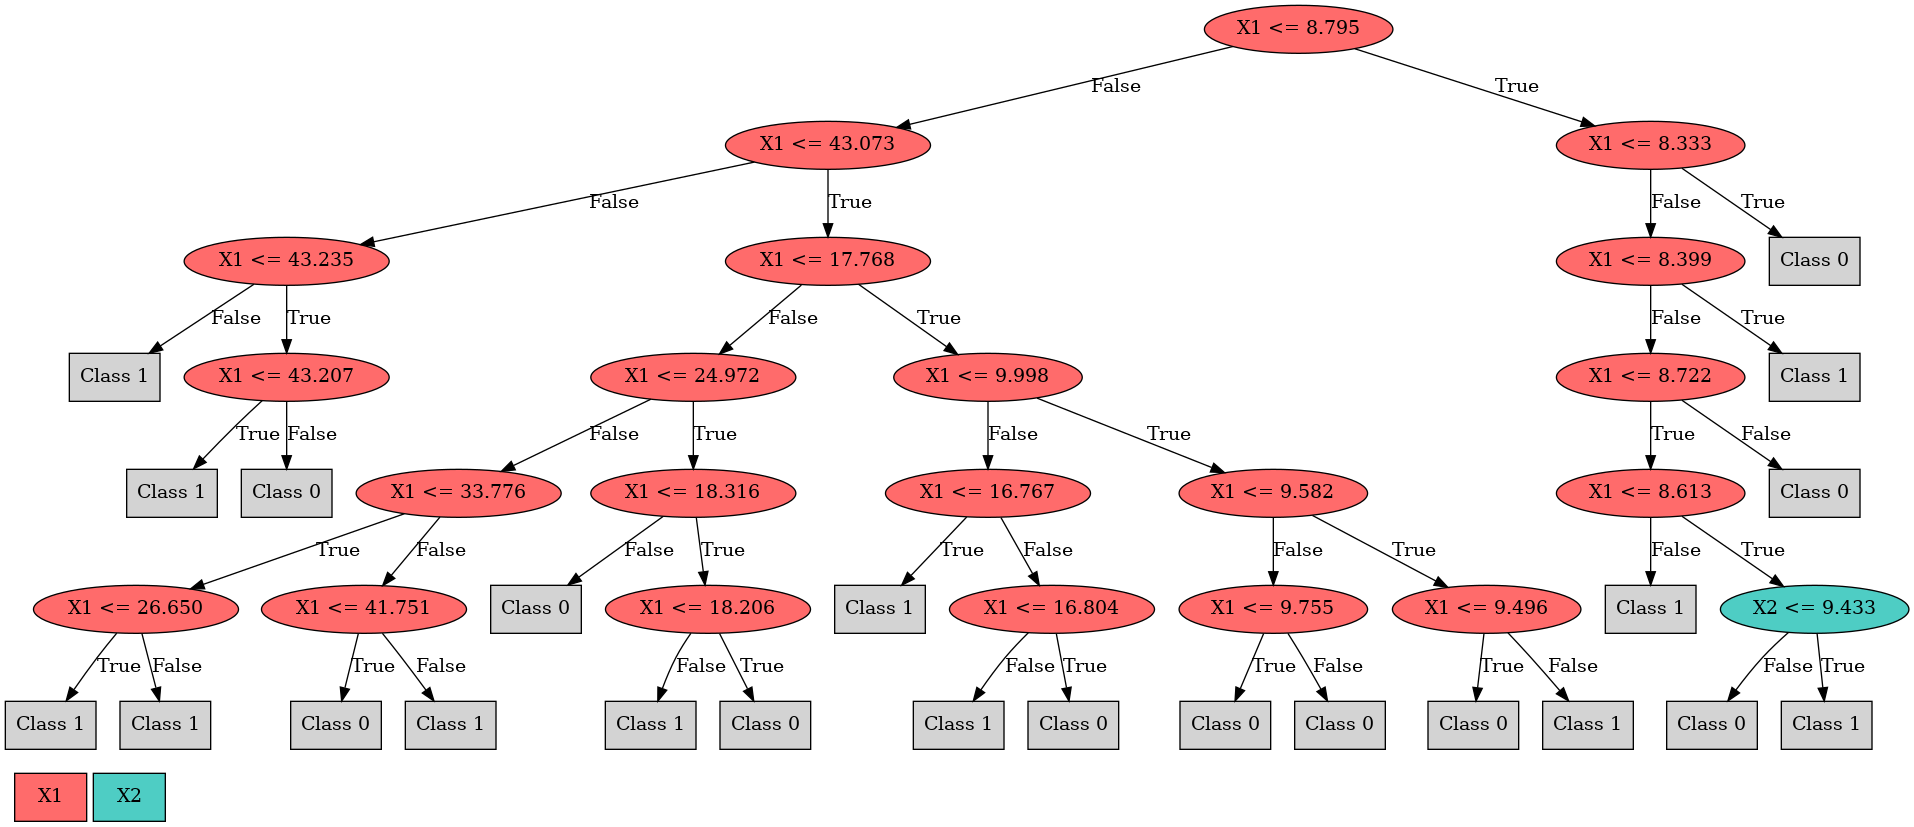 X1 <= 8.795
False
True
X1 <= 43.073
X1 <= 8.333
False
True
False
True
X1 <= 43.235
X1 <= 17.768
X1 <= 8.399
Class 0
False
True
False
True
False
True
Class 1
X1 <= 43.207
X1 <= 24.972
X1 <= 9.998
X1 <= 8.722
Class 1
True
False
False
True
False
True
True
False
Class 1
Class 0
X1 <= 33.776
X1 <= 18.316
X1 <= 16.767
X1 <= 9.582
X1 <= 8.613
Class 0
True
False
False
True
True
False
False
True
False
True
X1 <= 26.650
X1 <= 41.751
Class 0
X1 <= 18.206
Class 1
X1 <= 16.804
X1 <= 9.755
X1 <= 9.496
Class 1
X2 <= 9.433
True
False
True
False
False
True
False
True
True
False
True
False
False
True
Class 1
Class 1
Class 0
Class 1
Class 1
Class 0
Class 1
Class 0
Class 0
Class 0
Class 0
Class 1
Class 0
Class 1
X1
X2